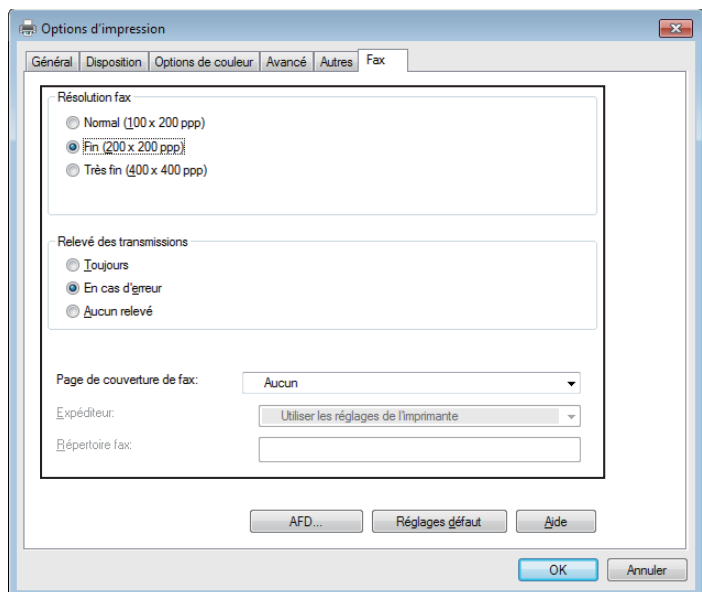 Options d'impression
Général Disposition Options de couleur Avancé Autres Fax
Résolution fax
Normal (100 x 200 ppp)
Fin (200 x 200 ppp)
Très fin (400 x 400 ppp)
Relevé des transmissions
Toujours
En cas d'erreur
Aucun relevé
Page de couverture de fax: Aucun
Expéditeur: Utiliser les réglages de l'imprimante
Répertoire fax:
AFD... Réglages défaut Aide
OK Annuler